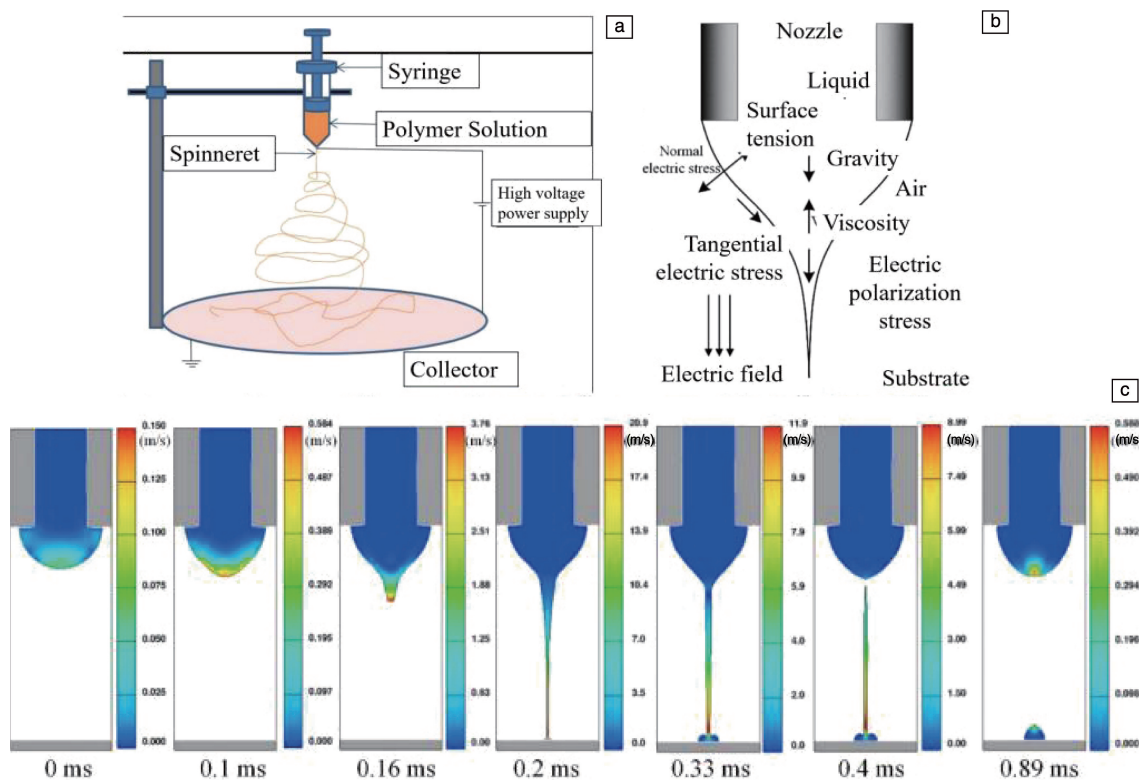 a
Syringe
Polymer Solution
Spinneret
High voltage
power supply
Collector
b
Nozzle
Liquid
Surface
tension
Normal
electric stress
Gravity
Air
Viscosity
Tangential
electric stress
Electric
polarization
stress
Electric field
Substrate
c
0.150
(m/s)
0.125
0.100
0.075
0.050
0.025
0.000
0 ms
0.584
(m/s)
0.487
0.389
0.292
0.195
0.097
0.000
0.1 ms
3.76
(m/s)
3.13
2.51
1.88
1.25
0.63
0.00
0.16 ms
20.9
(m/s)
17.4
13.9
10.4
7.0
3.5
0.0
0.2 ms
11.9
(m/s)
9.9
7.9
5.9
4.0
2.0
0.0
0.33 ms
8.99
(m/s)
7.49
5.99
4.49
3.00
1.50
0.00
0.4 ms
0.588
(m/s)
0.490
0.392
0.294
0.196
0.098
0.000
0.89 ms